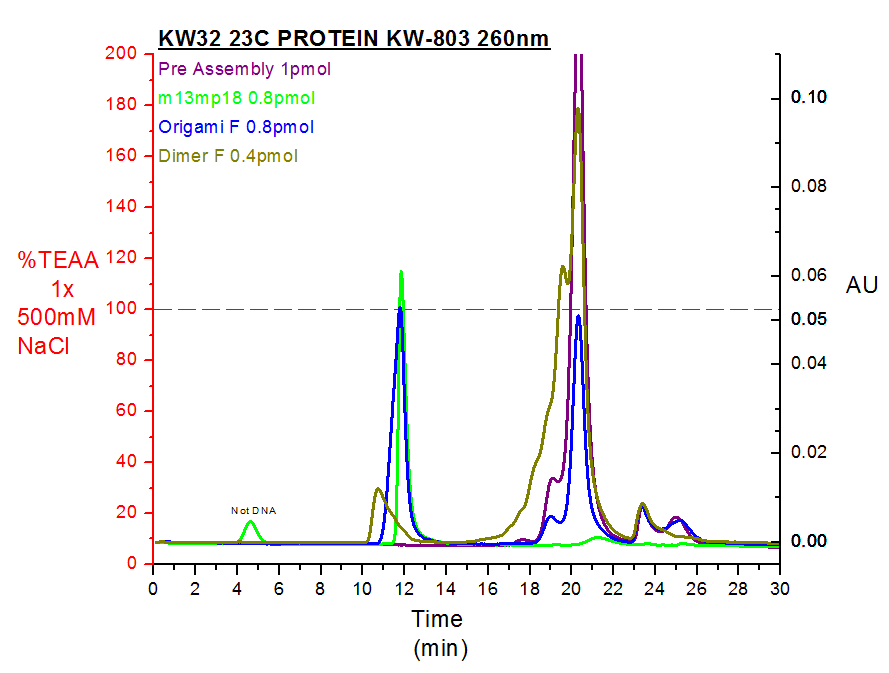 KW32 23C PROTEIN KW-803 260nm
Pre Assembly 1pmol
m13mp18 0.8pmol
Origami F 0.8pmol
Dimer F 0.4pmol
200
180
160
140
120
100
80
60
40
20
0
%TEAA
1x
500mM
NaCl
0.10
0.08
0.06
0.05
0.04
0.02
0.00
AU
Not DNA
0 2 4 6 8 10 12 14 16 18 20 22 24 26 28 30
Time
(min)